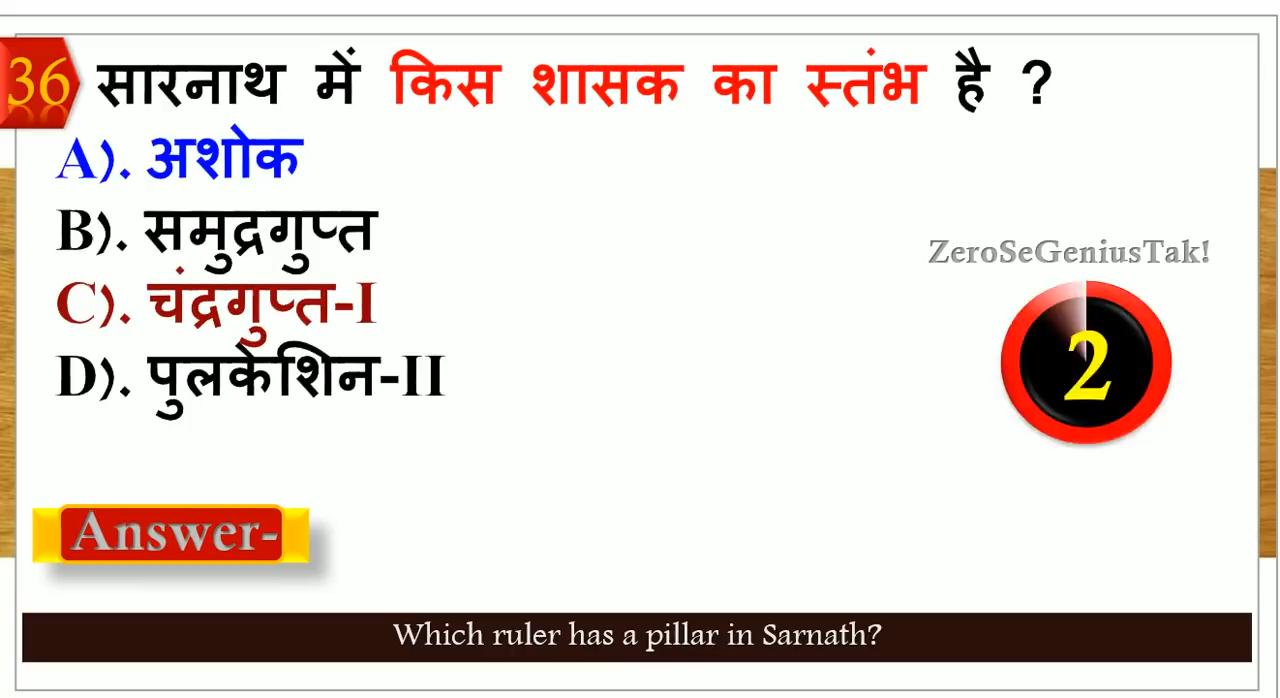 36 सारनाथ में किस शासक का स्तंभ है ?
A). अशोक
B). समुद्रगुप्त
C). चंद्रगुप्त-I
D). पुलकेशिन-II
ZeroSeGeniusTak!
2
Answer-
Which ruler has a pillar in Sarnath?